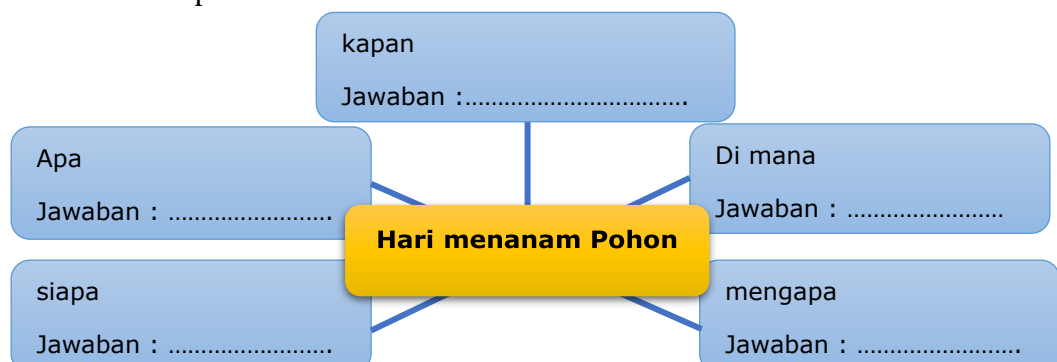 kapan
Jawaban :…………………………….
Apa
Jawaban : …………………….
Di mana
Jawaban : ……………………
Hari menanam Pohon
siapa
Jawaban : …………………….
mengapa
Jawaban : …………………….